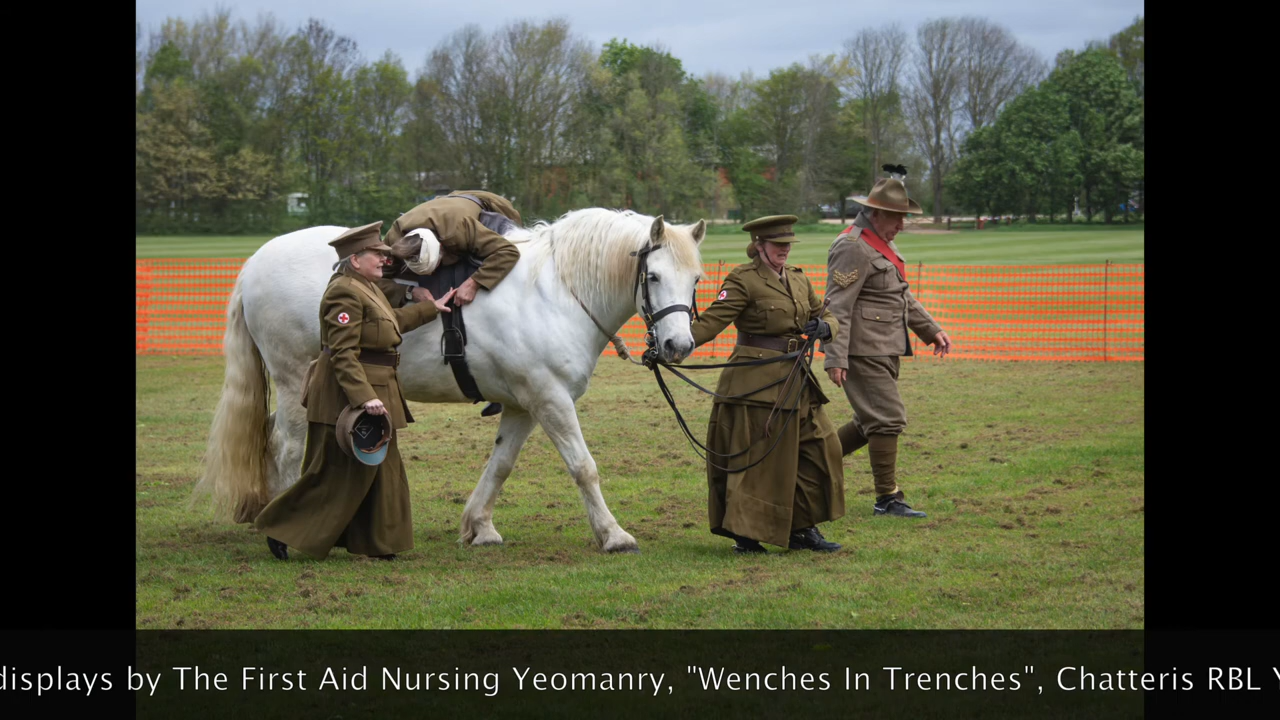 displays by The First Aid Nursing Yeomanry, "Wenches In Trenches", Chatteris RBL